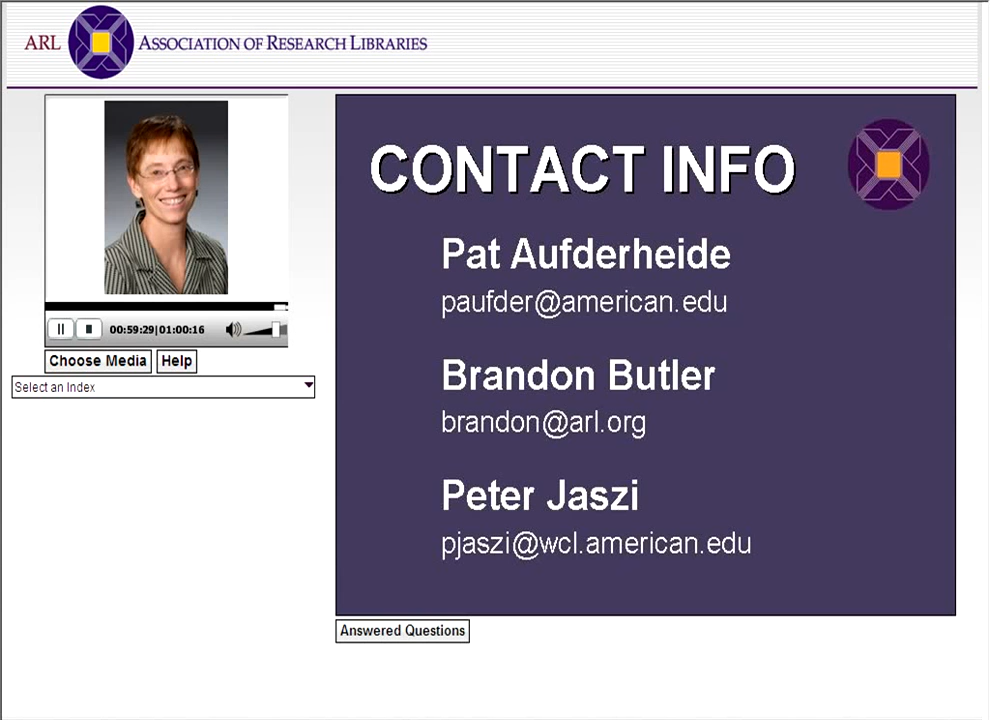 ARL ASSOCIATION OF RESEARCH LIBRARIES
00:59:29|01:00:16
Choose Media Help
Select an Index
CONTACT INFO
Pat Aufderheide
paufder@american.edu
Brandon Butler
brandon@arl.org
Peter Jaszi
pjaszi@wcl.american.edu
Answered Questions